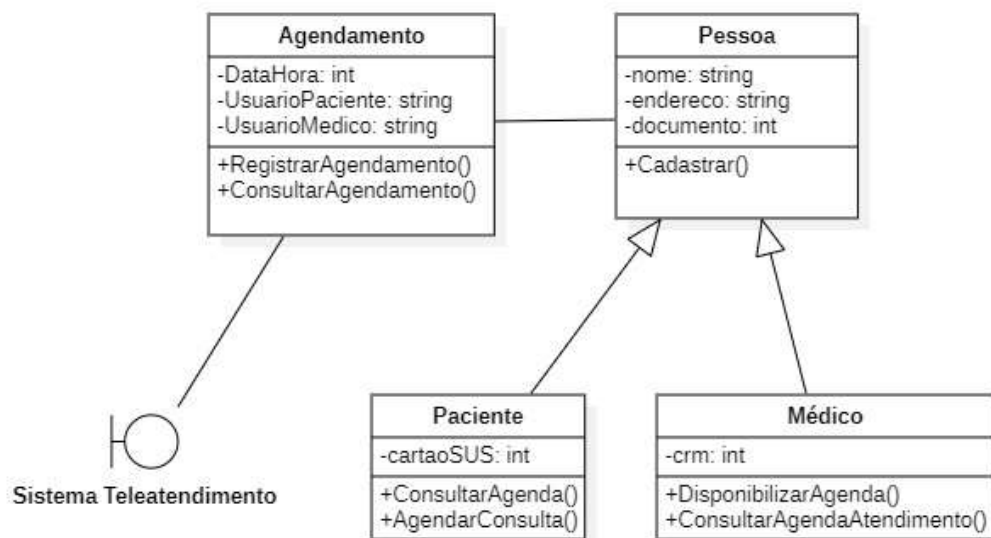 Agendamento
-DataHora: int
-UsuarioPaciente: string
-UsuarioMedico: string
+RegistrarAgendamento()
+ConsultarAgendamento()
Pessoa
-nome: string
-endereco: string
-documento: int
+Cadastrar()
Sistema Teleatendimento
Paciente
-cartaoSUS: int
+ConsultarAgenda()
+AgendarConsulta()
Médico
-crm: int
+DisponibilizarAgenda()
+ConsultarAgendaAtendimento()